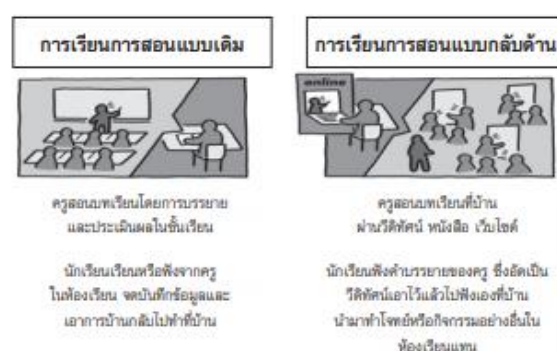 การเรียนการสอนแบบเดิม
ครูสอนบทเรียนโดยการบรรยาย
และประเมินผลในชั้นเรียน
นักเรียนเรียนหรือฟังจากครู
ในห้องเรียน จดบันทึกข้อมูลและ
เอาการบ้านกลับไปทำที่บ้าน
การเรียนการสอนแบบกลับด้าน
online
ครูสอนบทเรียนที่บ้าน
ผ่านวีดิทัศน์ หนังสือ เว็บไซต์
นักเรียนฟังคำบรรยายของครู ซึ่งอัดเป็น
วีดิทัศน์เอาไว้แล้วไปฟังเองที่บ้าน
นำมาทำโจทย์หรือกิจกรรมอย่างอื่นใน
ห้องเรียนแทน